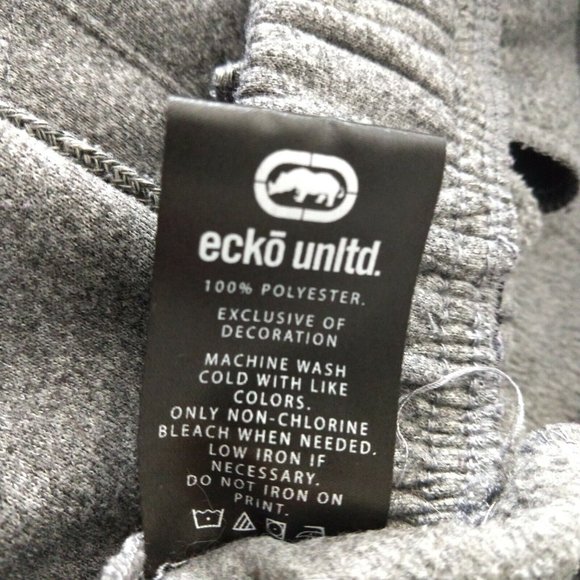 eckō unltd.
100% POLYESTER.
EXCLUSIVE OF
DECORATION
MACHINE WASH
COLD WITH LIKE
COLORS.
ONLY NON-CHLORINE
BLEACH WHEN NEEDED.
LOW IRON IF
NECESSARY.
DO NOT IRON ON
PRINT.